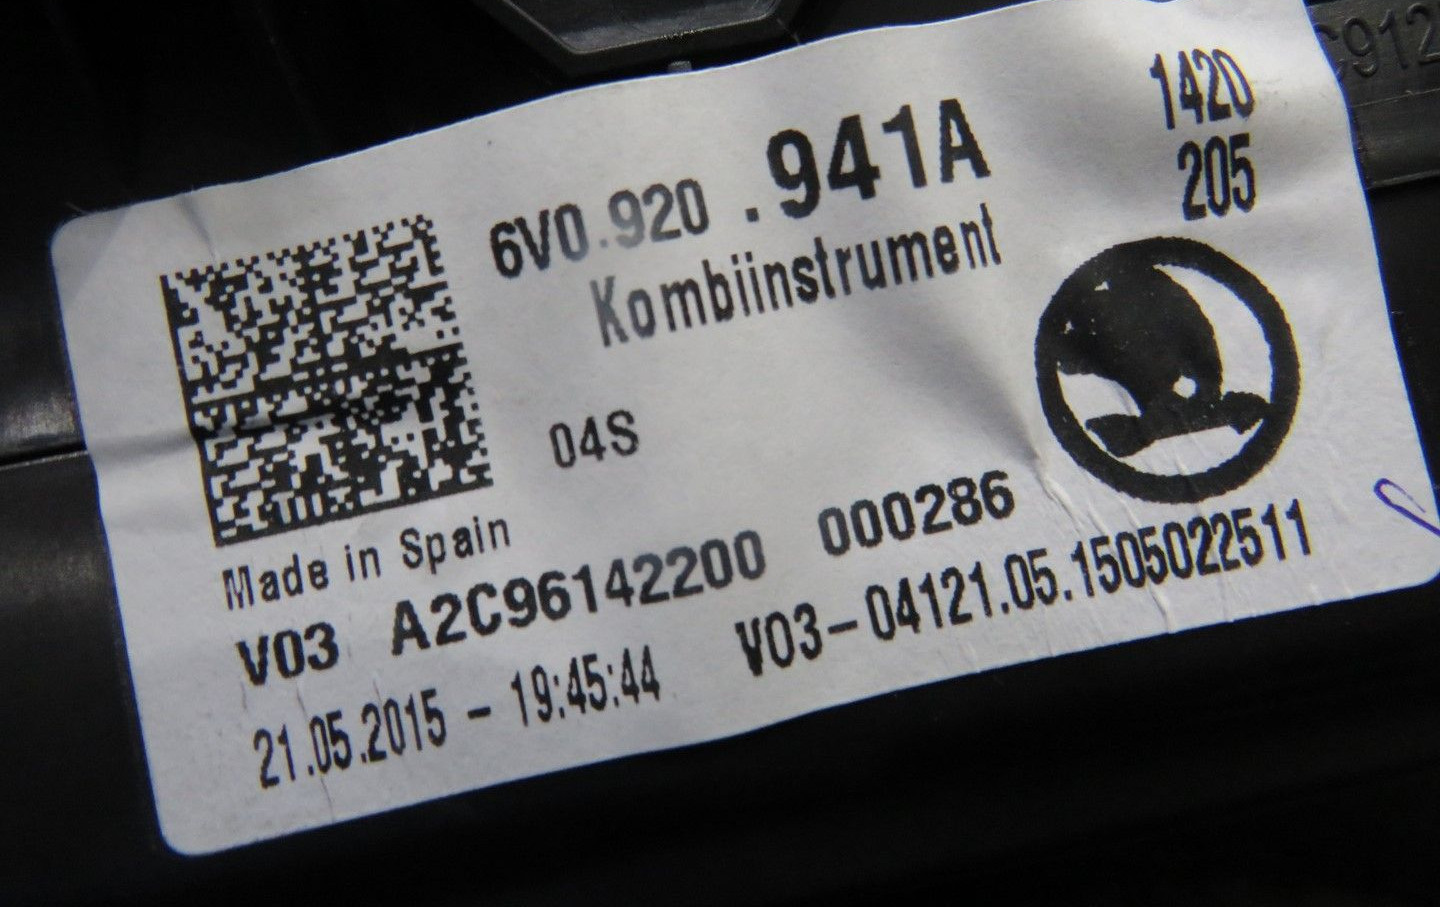 1420
205
6V0.920 .941A
Kombiinstrument
04S
Made in Spain
V03 A2C96142200 000286
21.05.2015 - 19:45:44 V03-04121.05.1505022511
C912